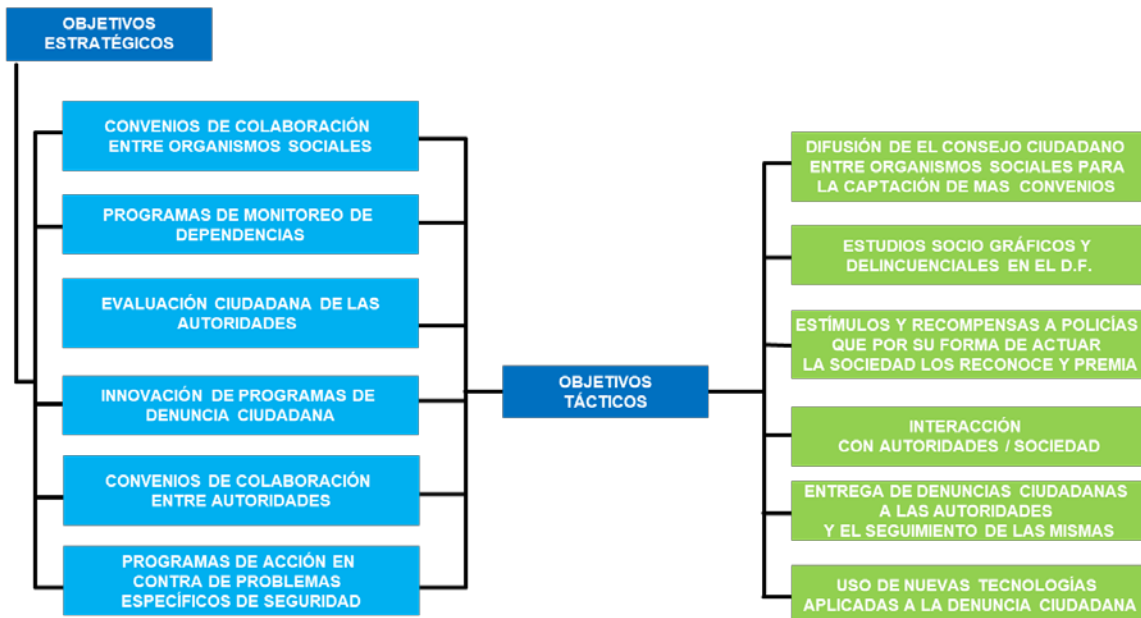 OBJETIVOS
ESTRATÉGICOS
CONVENIOS DE COLABORACIÓN
ENTRE ORGANISMOS SOCIALES
PROGRAMAS DE MONITOREO DE
DEPENDENCIAS
EVALUACIÓN CIUDADANA DE LAS
AUTORIDADES
INNOVACIÓN DE PROGRAMAS DE
DENUNCIA CIUDADANA
CONVENIOS DE COLABORACIÓN
ENTRE AUTORIDADES
PROGRAMAS DE ACCIÓN EN
CONTRA DE PROBLEMAS
ESPECÍFICOS DE SEGURIDAD
OBJETIVOS
TÁCTICOS
DIFUSIÓN DE EL CONSEJO CIUDADANO
ENTRE ORGANISMOS SOCIALES PARA
LA CAPTACIÓN DE MAS CONVENIOS
ESTUDIOS SOCIO GRÁFICOS Y
DELINCUENCIALES EN EL D.F.
ESTÍMULOS Y RECOMPENSAS A POLICÍAS
QUE POR SU FORMA DE ACTUAR
LA SOCIEDAD LOS RECONOCE Y PREMIA
INTERACCIÓN
CON AUTORIDADES / SOCIEDAD
ENTREGA DE DENUNCIAS CIUDADANAS
A LAS AUTORIDADES
Y EL SEGUIMIENTO DE LAS MISMAS
USO DE NUEVAS TECNOLOGÍAS
APLICADAS A LA DENUNCIA CIUDADANA